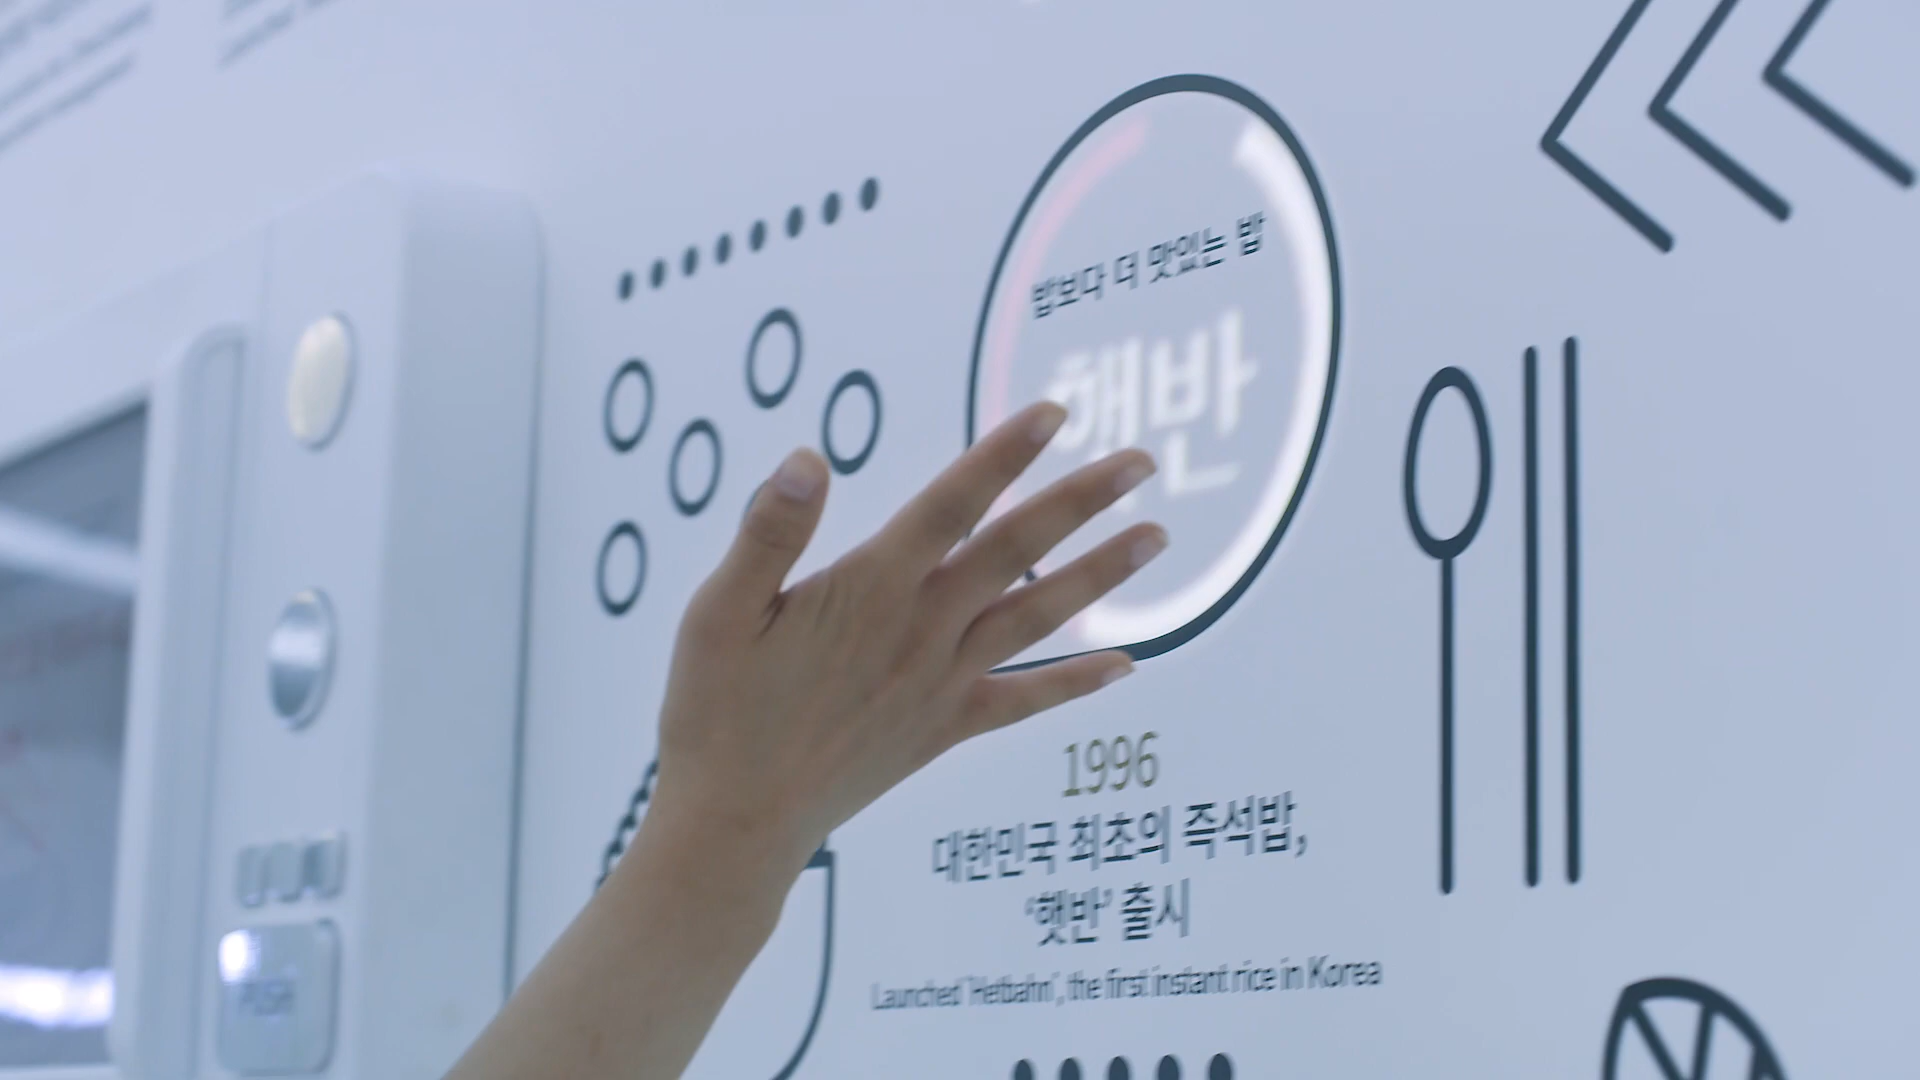 밥보다 더 맛있는 밥
햇반
1996
대한민국 최초의 즉석밥,
‘햇반’ 출시
Launched 'Hetbahn', the first instant rice in Korea
PUSH